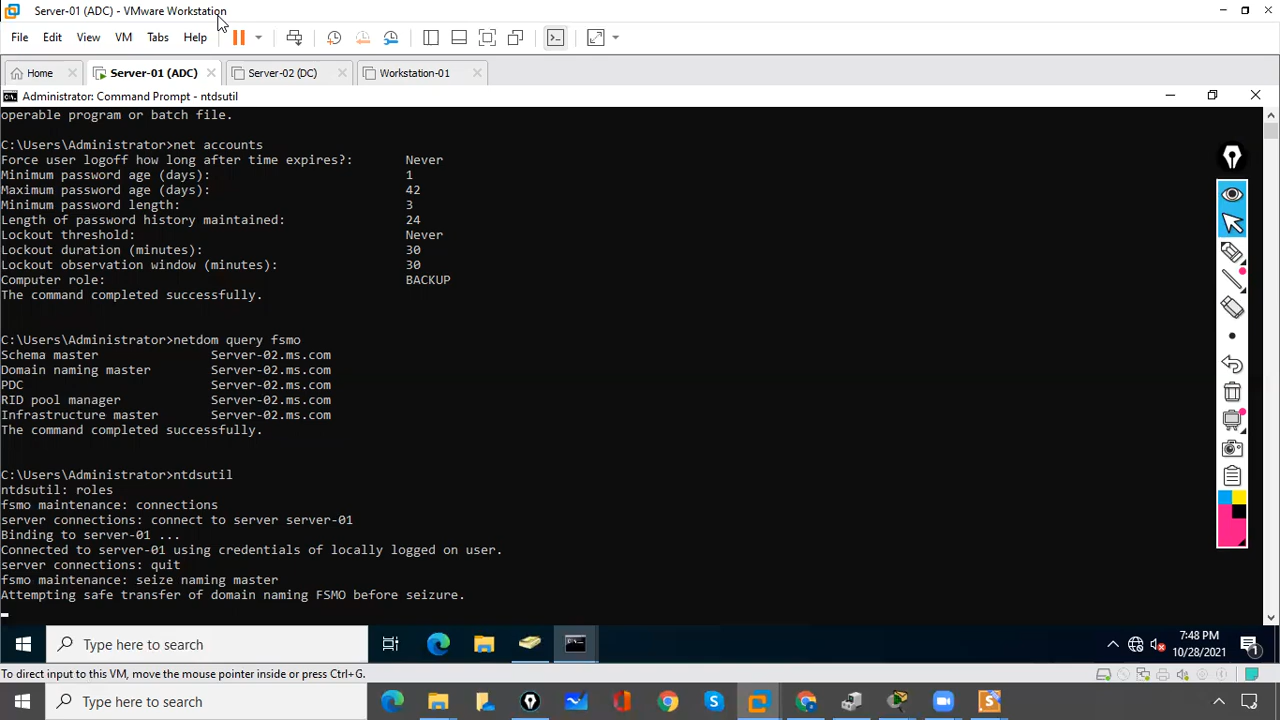 Server-01 (ADC) - VMware Workstation
File Edit View VM Tabs Help
Home Server-01 (ADC) Server-02 (DC) Workstation-01
Administrator: Command Prompt - ntdsutil
operable program or batch file.
C:\Users\Administrator>net accounts
Force user logoff how long after time expires?: Never
Minimum password age (days): 1
Maximum password age (days): 42
Minimum password length: 3
Length of password history maintained: 24
Lockout threshold: Never
Lockout duration (minutes): 30
Lockout observation window (minutes): 30
Computer role: BACKUP
The command completed successfully.
C:\Users\Administrator>netdom query fsmo
Schema master Server-02.ms.com
Domain naming master Server-02.ms.com
PDC Server-02.ms.com
RID pool manager Server-02.ms.com
Infrastructure master Server-02.ms.com
The command completed successfully.
C:\Users\Administrator>ntdsutil
ntdsutil: roles
fsmo maintenance: connections
server connections: connect to server server-01
Binding to server-01 ...
Connected to server-01 using credentials of locally logged on user.
server connections: quit
fsmo maintenance: seize naming master
Attempting safe transfer of domain naming FSMO before seizure.
Type here to search
7:48 PM
10/28/2021
1
To direct input to this VM, move the mouse pointer inside or press Ctrl+G.
Type here to search